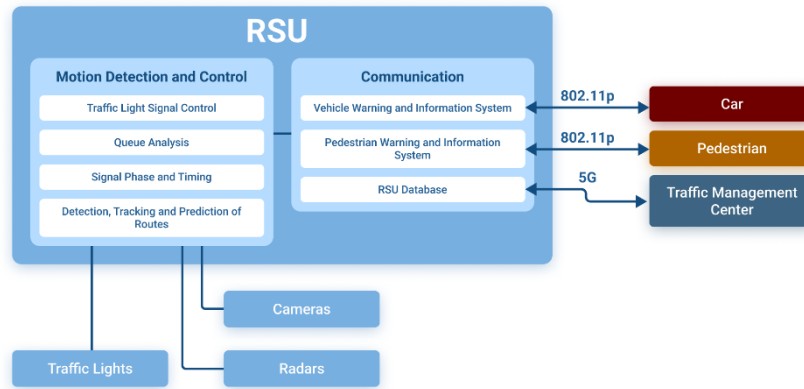 RSU
Motion Detection and Control
Traffic Light Signal Control
Queue Analysis
Signal Phase and Timing
Detection, Tracking and Prediction of
Routes
Communication
Vehicle Warning and Information System
Pedestrian Warning and Information
System
RSU Database
802.11p
802.11p
5G
Car
Pedestrian
Traffic Management
Center
Cameras
Traffic Lights
Radars